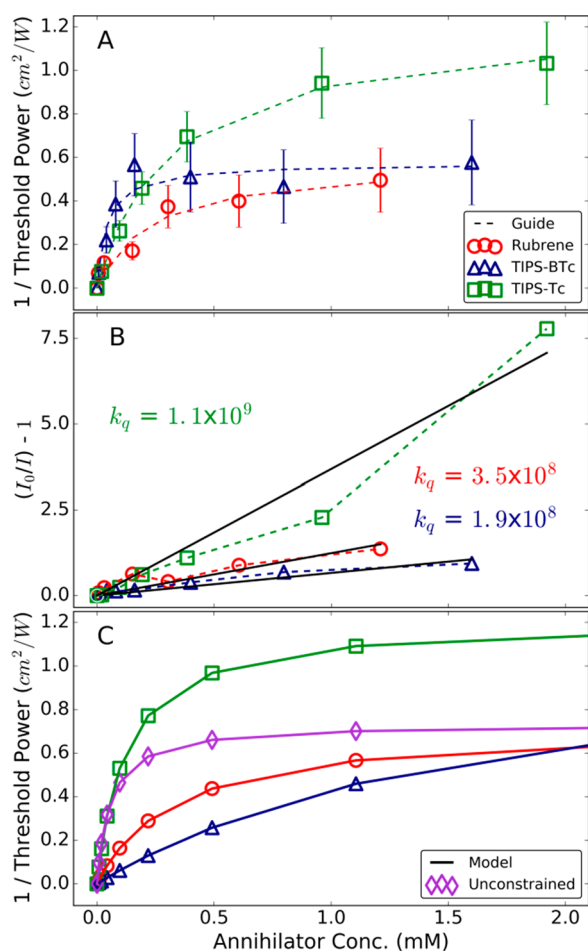 A
1.2
1.0
0.8
0.6
0.4
0.2
0.0
1 / Threshold Power (cm²/W)
Guide
Rubrene
TIPS-BTc
TIPS-Tc
B
7.5
5.0
2.5
0.0
(I₀/I) - 1
k_q = 1.1x10⁹
k_q = 3.5x10⁸
k_q = 1.9x10⁸
C
1.2
1.0
0.8
0.6
0.4
0.2
0.0
1 / Threshold Power (cm²/W)
Model
Unconstrained
0.0 0.5 1.0 1.5 2.0
Annihilator Conc. (mM)